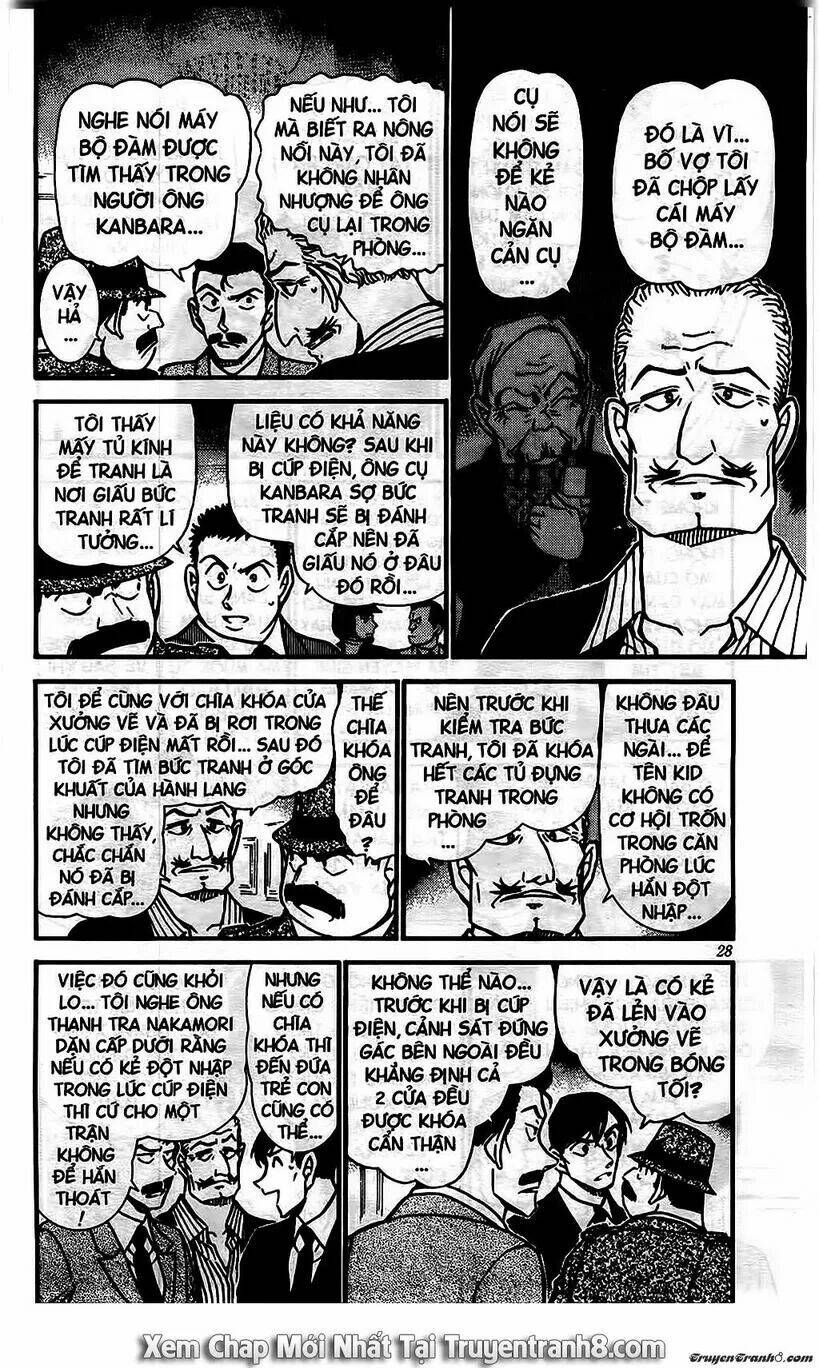 ĐÓ LÀ VÌ...
BỐ VỢ TÔI
ĐÃ CHỘP LẤY
CÁI MÁY
BỘ ĐÀM...
CỤ
NÓI SẼ
KHÔNG
ĐỂ KẺ
NÀO
NGĂN
CẢN CỤ
...
NẾU NHƯ... TÔI
MÀ BIẾT RA NÔNG
NỖI NÀY, TÔI ĐÃ
KHÔNG NHÂN
NHƯỢNG ĐỂ ÔNG
CỤ LẠI TRONG
PHÒNG...
NGHE NÓI MÁY
BỘ ĐÀM ĐƯỢC
TÌM THẤY TRONG
NGƯỜI ÔNG
KANBARA...
VẬY
HẢ
...
LIỆU CÓ KHẢ NĂNG
NÀY KHÔNG? SAU KHI
BỊ CÚP ĐIỆN, ÔNG CỤ
KANBARA SỢ BỨC
TRANH SẼ BỊ ĐÁNH
CẮP NÊN ĐÃ
GIẤU NÓ Ở ĐÂU
ĐÓ RỒI...
TÔI THẤY
MẤY TỦ KÍNH
ĐỂ TRANH LÀ
NƠI GIẤU BỨC
TRANH RẤT LÍ
TƯỞNG...
KHÔNG ĐÂU
THƯA CÁC
NGÀI... ĐỂ
TÊN KID
KHÔNG CÓ
CƠ HỘI TRỐN
TRONG CĂN
PHÒNG LÚC
HẮN ĐỘT
NHẬP...
NÊN TRƯỚC KHI
KIỂM TRA BỨC
TRANH, TÔI ĐÃ KHÓA
HẾT CÁC TỦ ĐỰNG
TRANH TRONG
PHÒNG
...
THẾ
CHÌA
KHÓA
ÔNG
ĐỂ
ĐÂU
?
TÔI ĐỂ CÙNG VỚI CHÌA KHÓA CỬA
XƯỞNG VẼ VÀ ĐÃ BỊ RƠI TRONG
LÚC CÚP ĐIỆN MẤT RỒI... SAU ĐÓ
TÔI ĐÃ TÌM BỨC TRANH Ở GÓC
KHUẤT CỦA HÀNH LANG
NHƯNG
KHÔNG THẤY,
CHẮC CHẮN
NÓ ĐÃ BỊ
ĐÁNH CẮP...
28
VẬY LÀ CÓ KẺ
ĐÃ LẺN VÀO
XƯỞNG VẼ
TRONG BÓNG
TỐI?
KHÔNG THỂ NÀO...
TRƯỚC KHI BỊ CÚP
ĐIỆN, CẢNH SÁT ĐỨNG
GÁC BÊN NGOÀI ĐỀU
KHẲNG ĐỊNH CẢ
2 CỬA ĐỀU
ĐƯỢC KHÓA
CẨN THẬN
...
NHƯNG
NẾU CÓ
CHÌA
KHÓA THÌ
ĐẾN ĐỨA
TRẺ CON
CŨNG CÓ
THỂ...
VIỆC ĐÓ CŨNG KHỎI
LO... TÔI NGHE ÔNG
THANH TRA NAKAMORI
DẶN CẤP DƯỚI RẰNG
NẾU CÓ KẺ ĐỘT NHẬP
TRONG LÚC CÚP ĐIỆN
THÌ CỨ CHO MỘT
TRẬN
KHÔNG
ĐỂ HẮN
THOÁT
!
Xem Chap Mới Nhất Tại Truyentranh8.com
TruyenTranh8.com